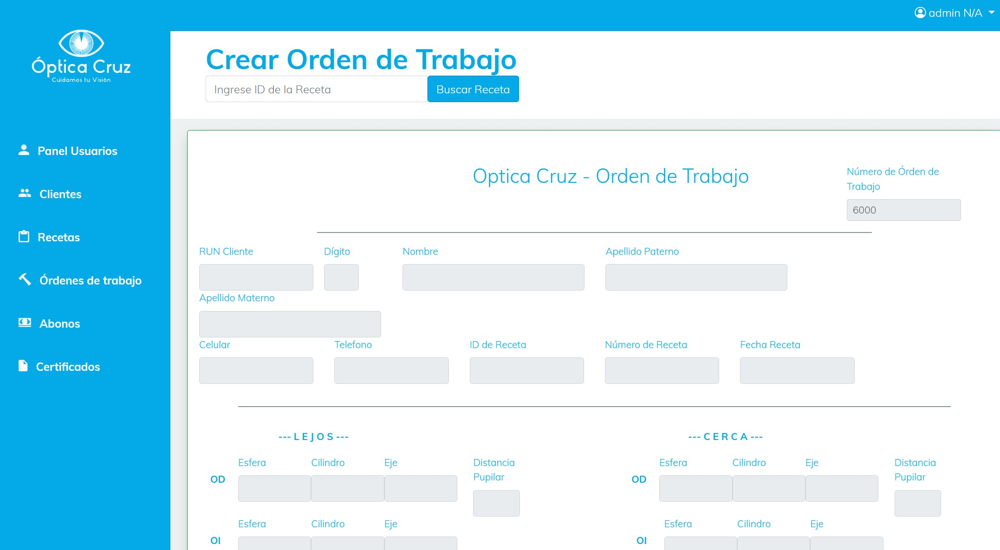 admin N/A
Óptica Cruz
Cuidamos tu Visión
Panel Usuarios
Clientes
Recetas
Órdenes de trabajo
Abonos
Certificados
Crear Orden de Trabajo
Ingrese ID de la Receta
Buscar Receta
Optica Cruz - Orden de Trabajo
Número de Órden de
Trabajo
6000
RUN Cliente
Dígito
Nombre
Apellido Paterno
Apellido Materno
Celular
Telefono
ID de Receta
Número de Receta
Fecha Receta
--- L E J O S ---
Esfera
Cilindro
Eje
Distancia
Pupilar
OD
Esfera
Cilindro
Eje
OI
--- C E R C A ---
Esfera
Cilindro
Eje
Distancia
Pupilar
OD
Esfera
Cilindro
Eje
OI